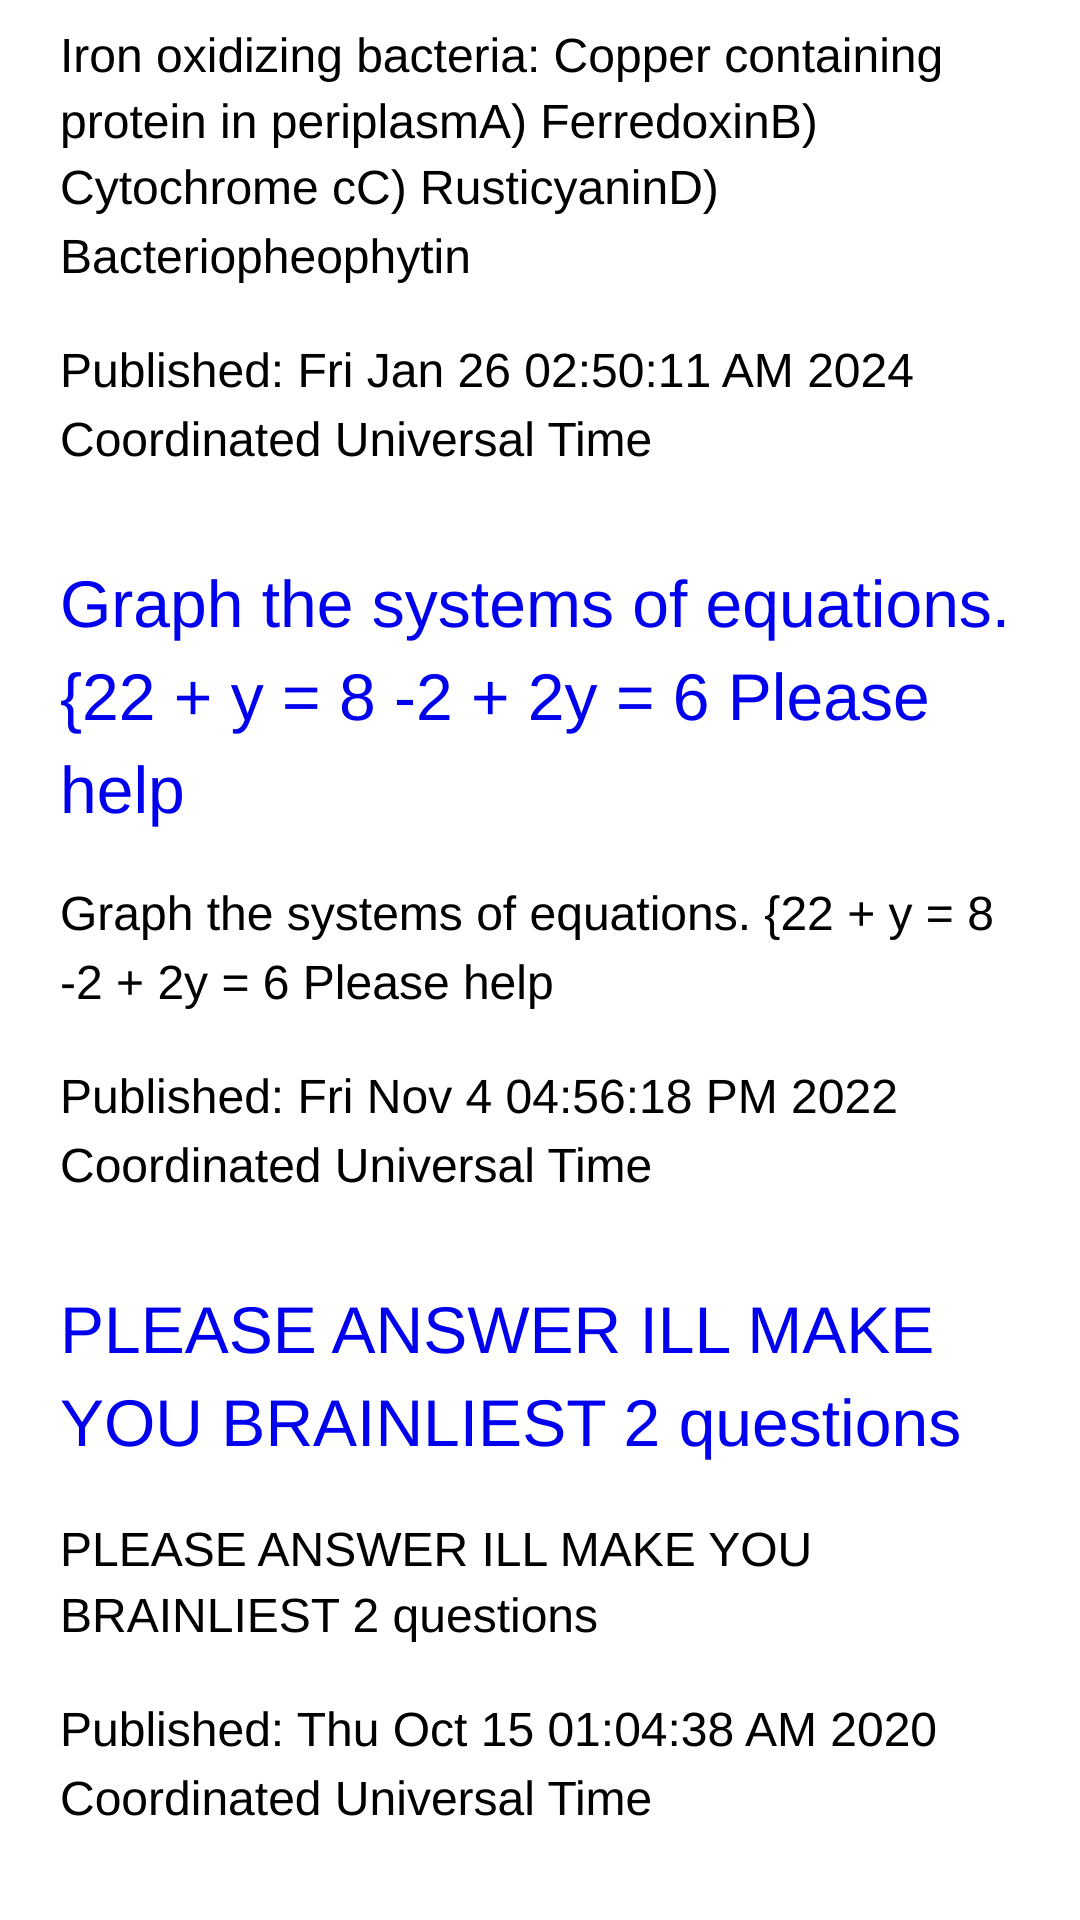 Iron oxidizing bacteria: Copper containing
protein in periplasmA) FerredoxinB)
Cytochrome cC) RusticyaninD)
Bacteriopheophytin
Published: Fri Jan 26 02:50:11 AM 2024
Coordinated Universal Time
Graph the systems of equations.
{22 + y = 8 -2 + 2y = 6 Please
help
Graph the systems of equations. {22 + y = 8
-2 + 2y = 6 Please help
Published: Fri Nov 4 04:56:18 PM 2022
Coordinated Universal Time
PLEASE ANSWER ILL MAKE
YOU BRAINLIEST 2 questions
PLEASE ANSWER ILL MAKE YOU
BRAINLIEST 2 questions
Published: Thu Oct 15 01:04:38 AM 2020
Coordinated Universal Time